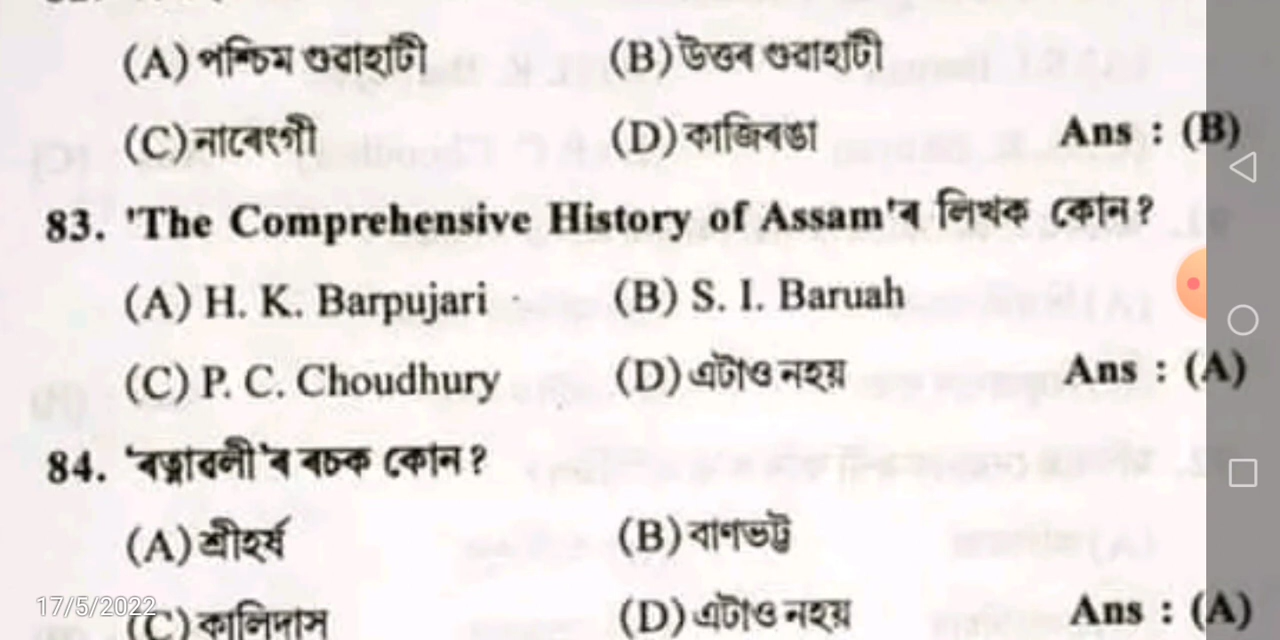 (A) পশ্চিম গুৱাহাটী (B) উত্তৰ গুৱাহাটী
(C) নাৰেংগী (D) কাজিৰঙা Ans : (B)
83. 'The Comprehensive History of Assam'ৰ লিখক কোন?
(A) H. K. Barpujari (B) S. I. Baruah
(C) P. C. Choudhury (D) এটাও নহয় Ans : (A)
84. 'ৰত্নাৱলী'ৰ ৰচক কোন?
(A) শ্ৰীহৰ্ষ (B) বাণভট্ট
(C) কালিদাস (D) এটাও নহয় Ans : (A)
17/5/2022